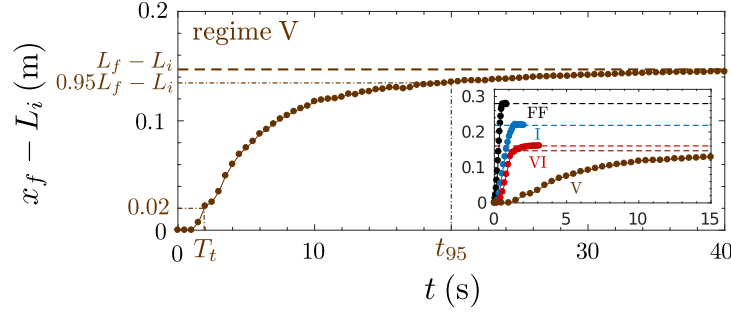 0.2
regime V
L_f − L_i
0.95L_f − L_i
0.1
0.02
0
x_f − L_i (m)
0 T_t 10 t_95 30 40
t (s)
0.3
0.2
0.1
0
0 5 10 15
FF
I
VI
V